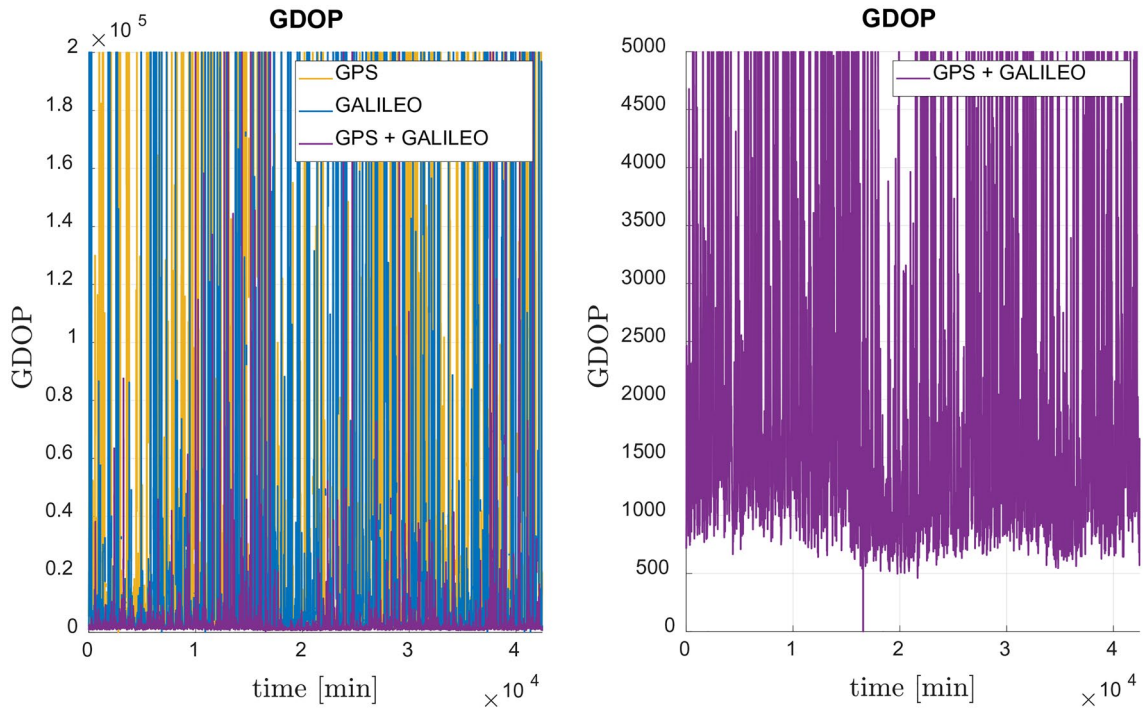 GDOP
× 10 5
2
1.8
1.6
1.4
1.2
1
0.8
0.6
0.4
0.2
0
GDOP
GPS
GALILEO
GPS + GALILEO
0 1 2 3 4
time [min]
× 10 4
GDOP
5000
4500
4000
3500
3000
2500
2000
1500
1000
500
0
GDOP
GPS + GALILEO
0 1 2 3 4
time [min]
× 10 4